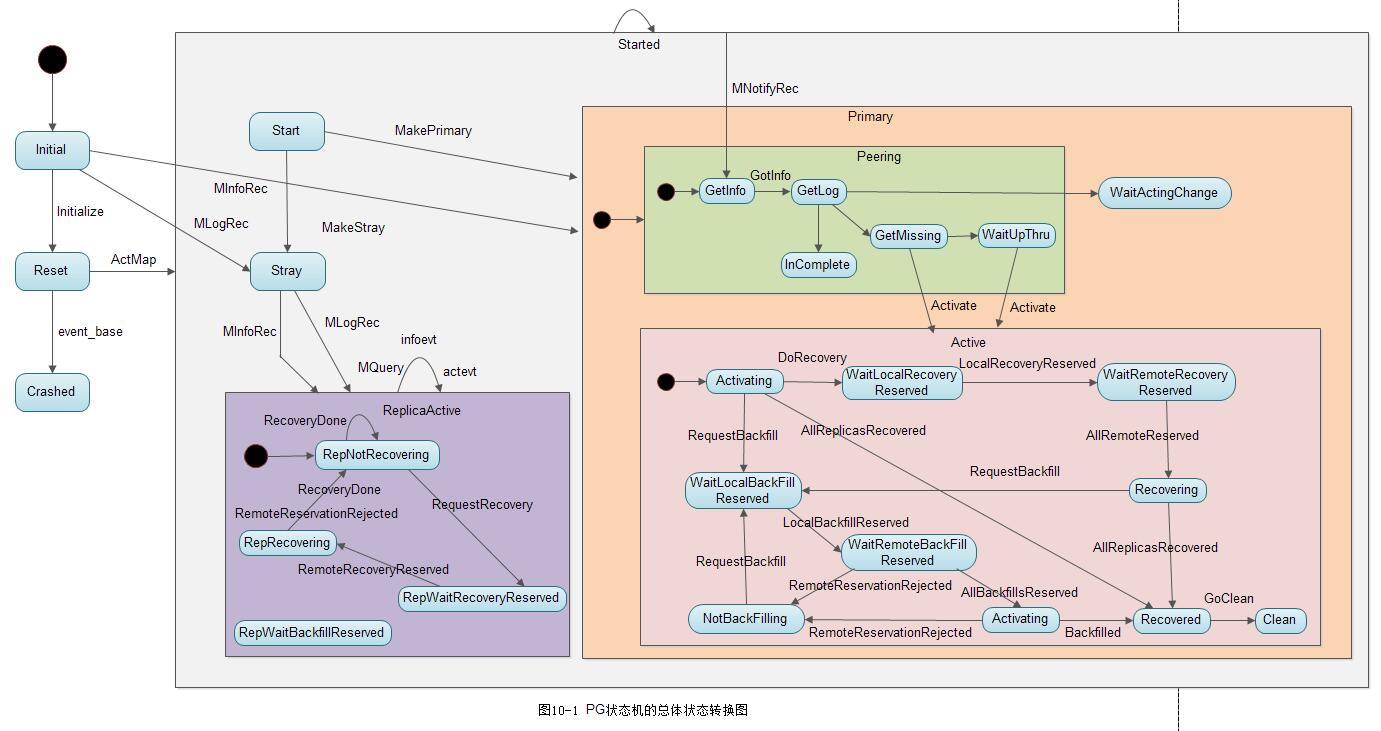 Started
MNotifyRec
Primary
Start
MakePrimary
Initial
Peering
MInfoRec
GotInfo
GetInfo
GetLog
WaitActingChange
Initialize
MLogRec
MakeStray
GetMissing
WaitUpThru
ActMap
Reset
Stray
InComplete
event_base
MInfoRec
MLogRec
Activate
Activate
infoevt
Active
MQuery
actevt
DoRecovery
LocalRecoveryReserved
Crashed
Activating
WaitLocalRecovery
Reserved
WaitRemoteRecovery
Reserved
ReplicaActive
RecoveryDone
RepNotRecovering
RequestBackfill
AllReplicasRecovered
AllRemoteReserved
RequestBackfill
RecoveryDone
WaitLocalBackFill
Reserved
Recovering
RemoteReservationRejected
RequestRecovery
LocalBackfillReserved
RepRecovering
WaitRemoteBackFill
Reserved
AllReplicasRecovered
RemoteRecoveryReserved
RequestBackfill
RemoteReservationRejected
AllBackfillsReserved
RepWaitRecoveryReserved
GoClean
NotBackFilling
Activating
Recovered
Clean
RepWaitBackfillReserved
RemoteReservationRejected
Backfilled
图10-1 PG状态机的总体状态转换图